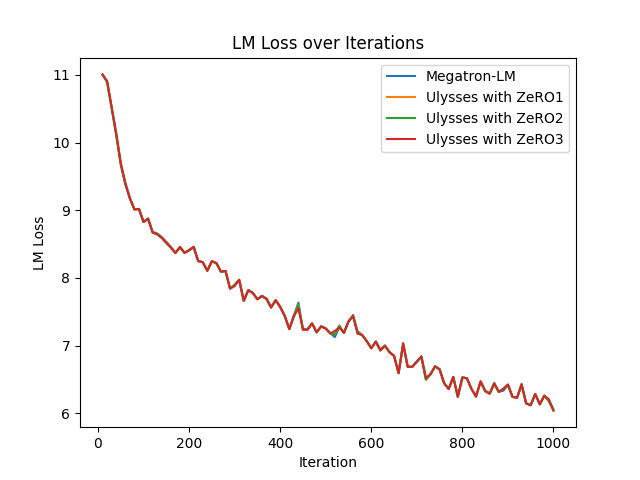 LM Loss over Iterations
Megatron-LM
Ulysses with ZeRO1
Ulysses with ZeRO2
Ulysses with ZeRO3
LM Loss
11
10
9
8
7
6
0 200 400 600 800 1000
Iteration